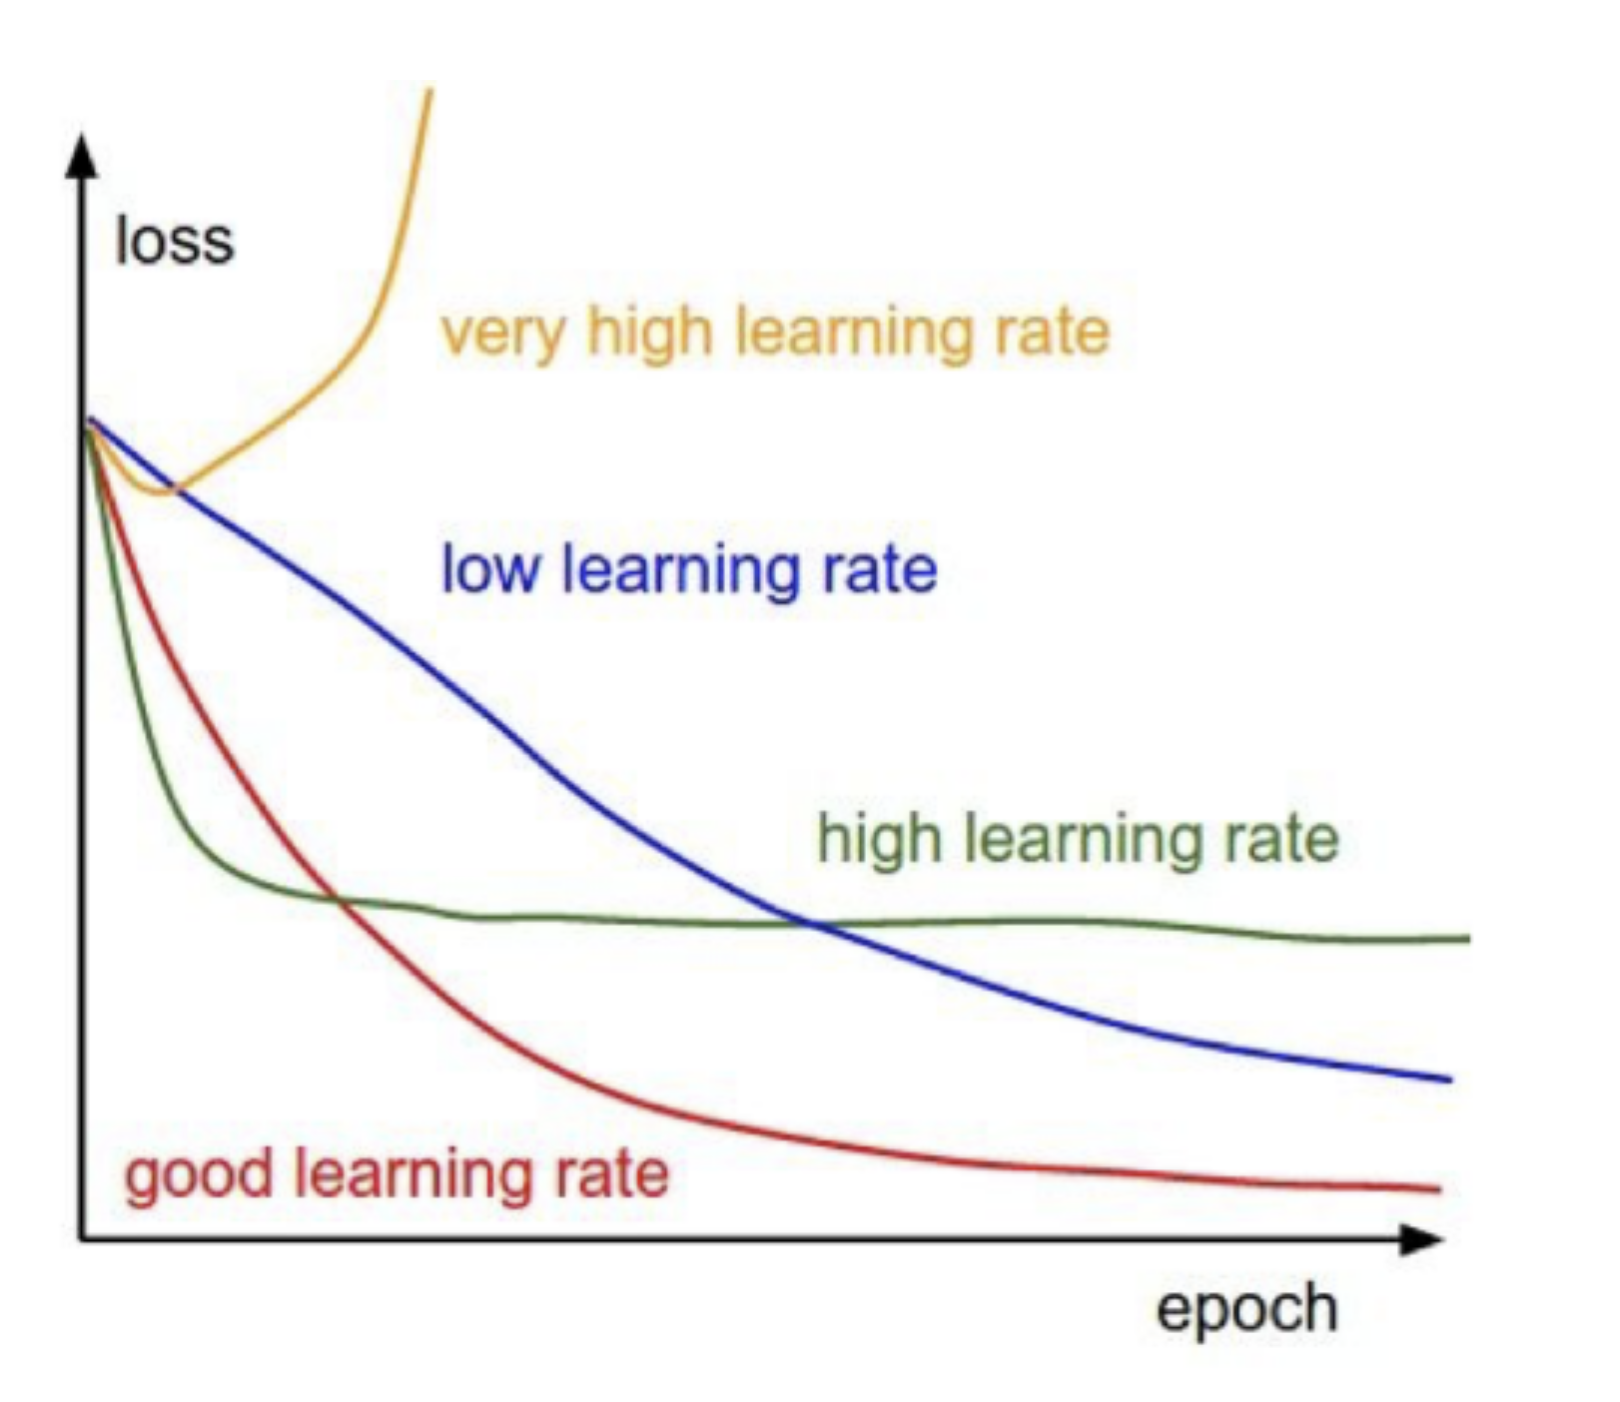 loss
very high learning rate
low learning rate
high learning rate
good learning rate
epoch